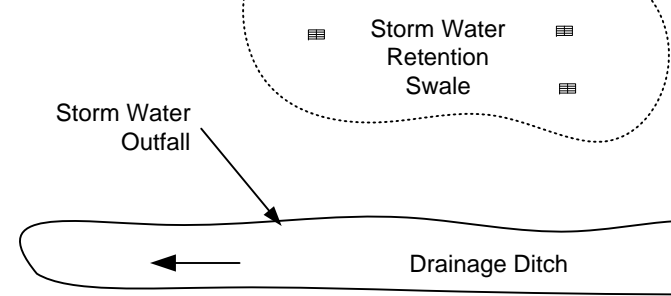 Storm Water
Retention
Swale
Storm Water
Outfall
Drainage Ditch